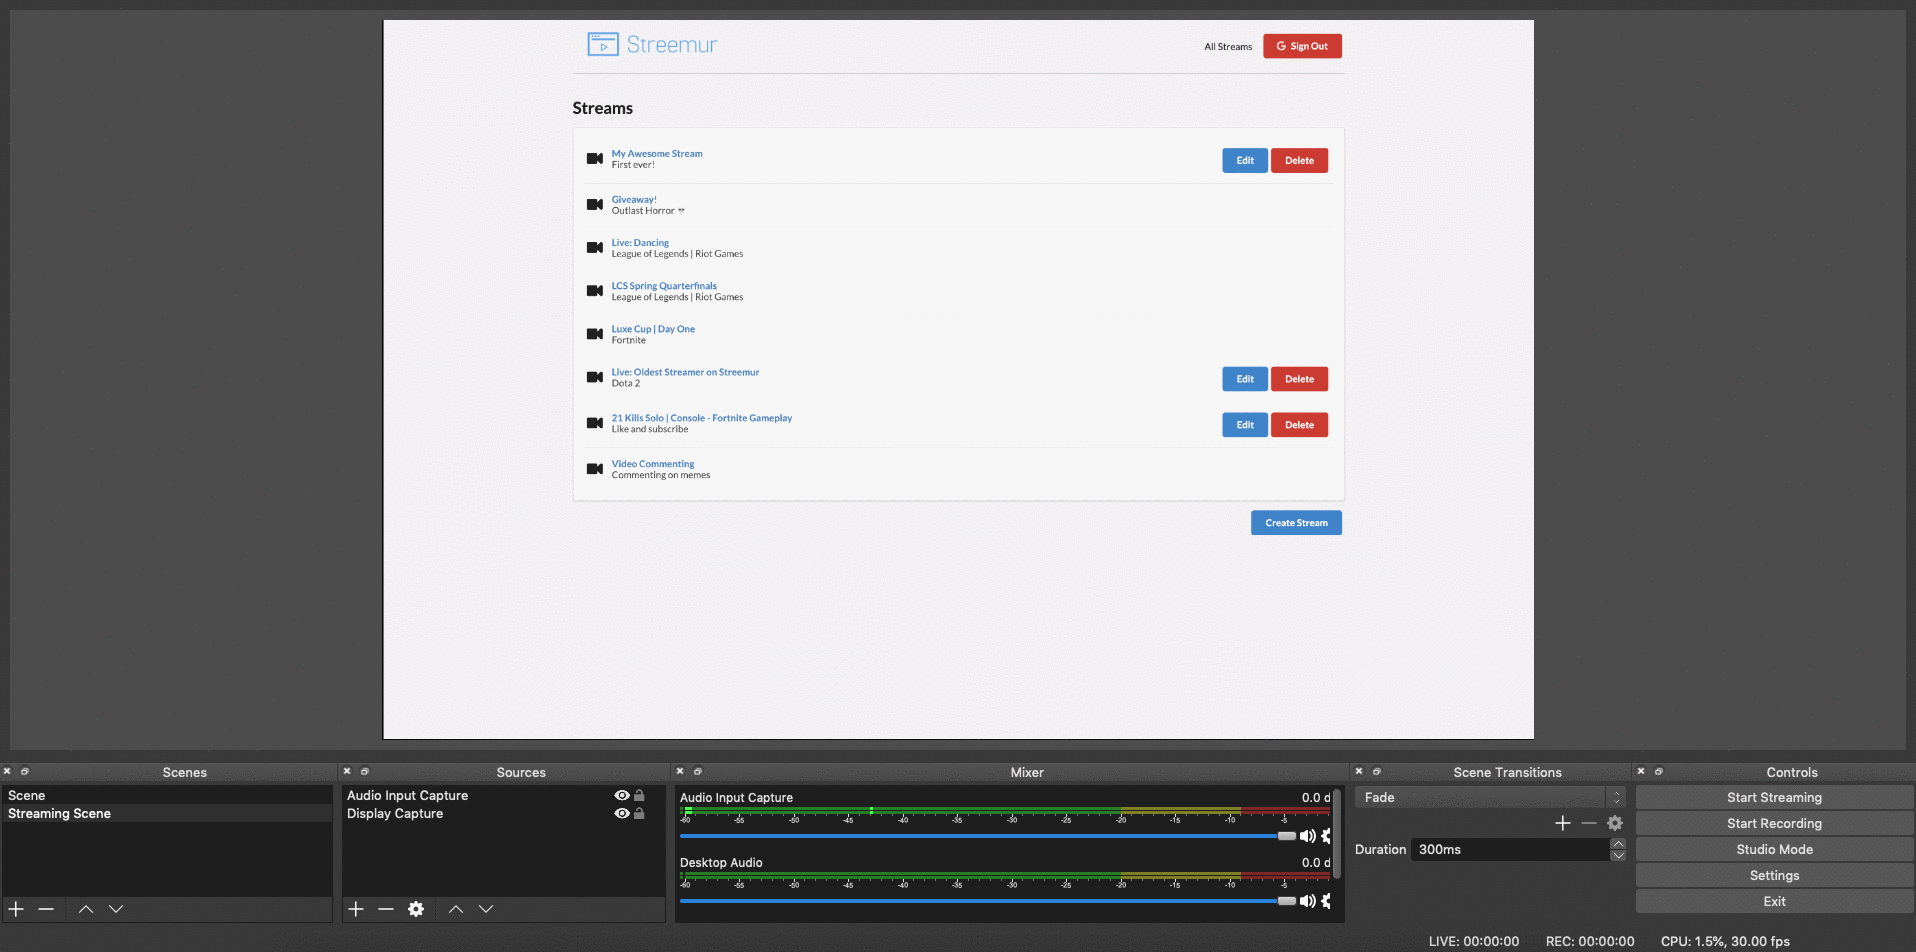 Streemur
All Streams
Sign Out
Streams
My Awesome Stream
First ever!
Edit
Delete
Giveaway!
Outlast Horror
Live: Dancing
League of Legends | Riot Games
LCS Spring Quarterfinals
League of Legends | Riot Games
Luxe Cup | Day One
Fortnite
Live: Oldest Streamer on Streemur
Dota 2
Edit
Delete
21 Kills Solo | Console - Fortnite Gameplay
Like and subscribe
Edit
Delete
Video Commenting
Commenting on memes
Create Stream
Scenes
Scene
Streaming Scene
Sources
Audio Input Capture
Display Capture
Mixer
Audio Input Capture
0.0 d
-60 -55 -50 -45 -40 -35 -30 -25 -20 -15 -10 -5
Desktop Audio
0.0 d
-60 -55 -50 -45 -40 -35 -30 -25 -20 -15 -10 -5
Scene Transitions
Fade
Duration
300ms
Controls
Start Streaming
Start Recording
Studio Mode
Settings
Exit
LIVE: 00:00:00
REC: 00:00:00
CPU: 1.5%, 30.00 fps